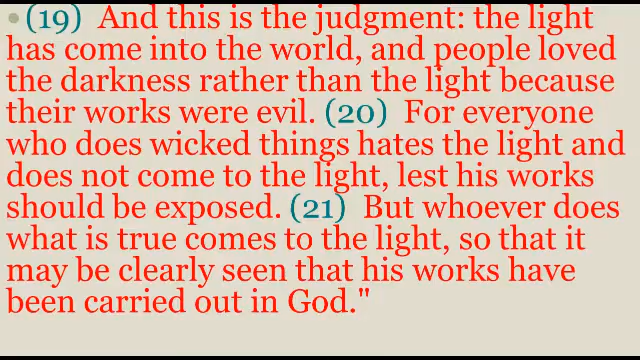 (19) And this is the judgment: the light
has come into the world, and people loved
the darkness rather than the light because
their works were evil. (20) For everyone
who does wicked things hates the light and
does not come to the light, lest his works
should be exposed. (21) But whoever does
what is true comes to the light, so that it
may be clearly seen that his works have
been carried out in God."